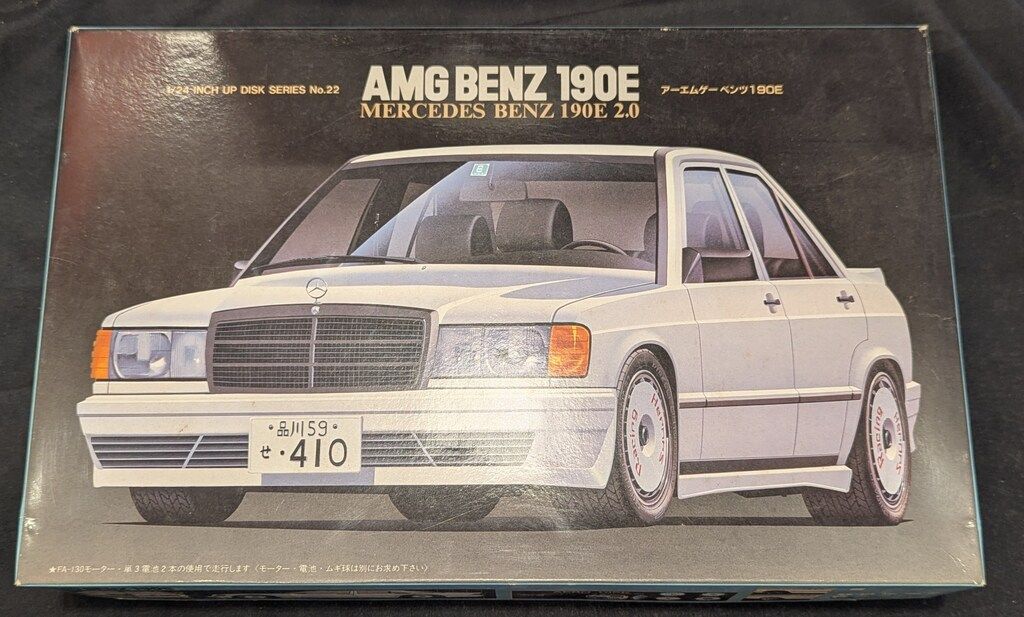 1/24 INCH UP DISK SERIES No.22
AMG BENZ 190E
MERCEDES BENZ 190E 2.0
アーエムゲーベンツ190E
品川59
せ・410
Racing
Hartge
Racing
★FA-130モーター・単3電池2本の使用で走行します〈モーター・電池・ムギ球は別にお求め下さい〉